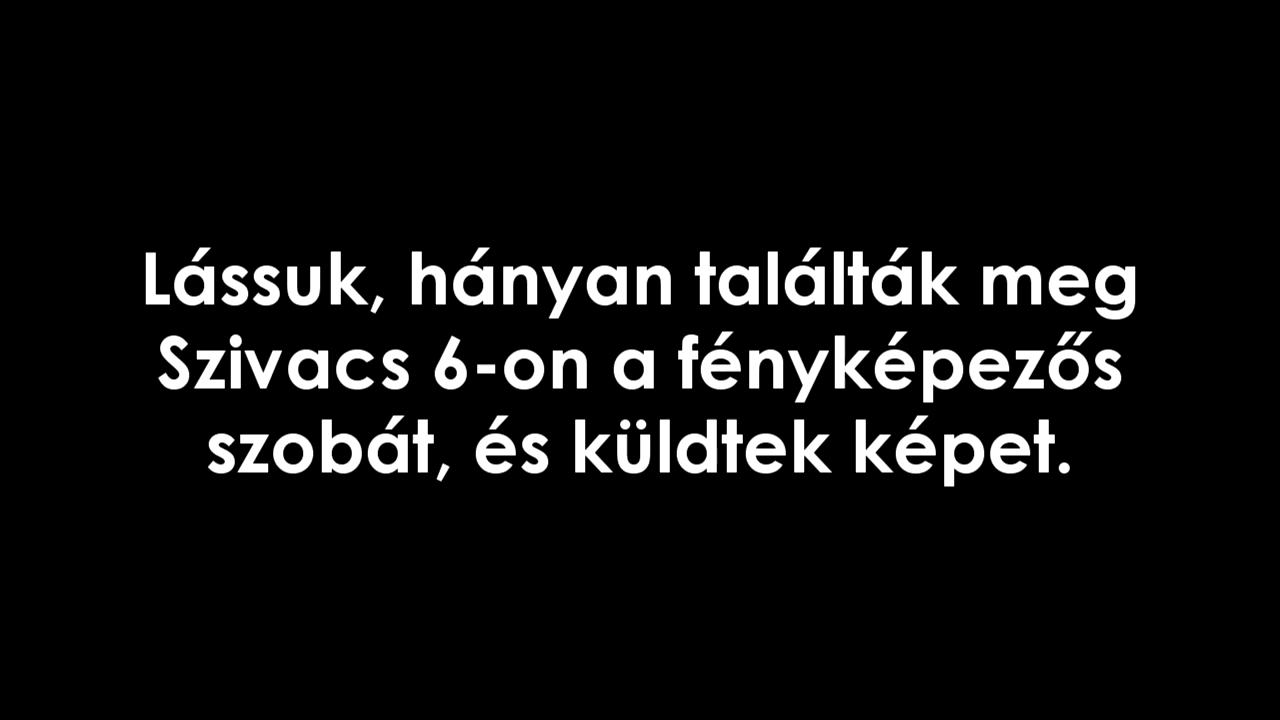 Lássuk, hányan találták meg
Szivacs 6-on a fényképezős
szobát, és küldtek képet.